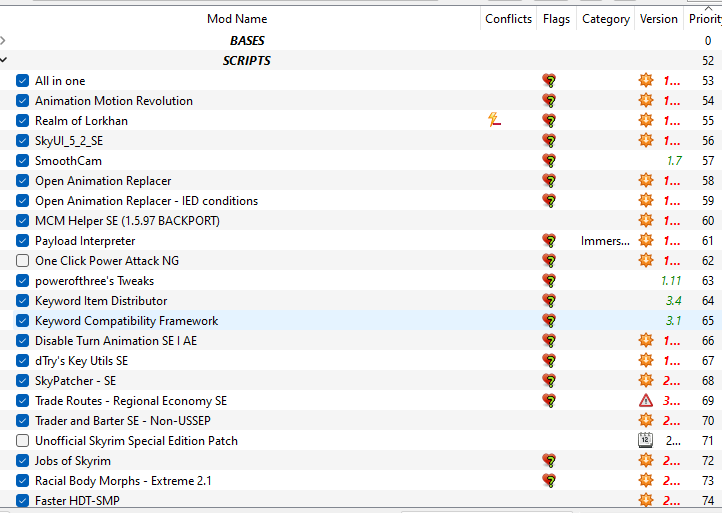 Mod Name Conflicts Flags Category Version Priority
BASES 0
SCRIPTS 52
All in one 1... 53
Animation Motion Revolution 1... 54
Realm of Lorkhan 1... 55
SkyUI_5_2_SE 1... 56
SmoothCam 1.7 57
Open Animation Replacer 1... 58
Open Animation Replacer - IED conditions 1... 59
MCM Helper SE (1.5.97 BACKPORT) 1... 60
Payload Interpreter Immers... 1... 61
One Click Power Attack NG 1... 62
powerofthree's Tweaks 1.11 63
Keyword Item Distributor 3.4 64
Keyword Compatibility Framework 3.1 65
Disable Turn Animation SE l AE 1... 66
dTry's Key Utils SE 1... 67
SkyPatcher - SE 2... 68
Trade Routes - Regional Economy SE 3... 69
Trader and Barter SE - Non-USSEP 2... 70
Unofficial Skyrim Special Edition Patch 12 2... 71
Jobs of Skyrim 2... 72
Racial Body Morphs - Extreme 2.1 2... 73
Faster HDT-SMP 2... 74